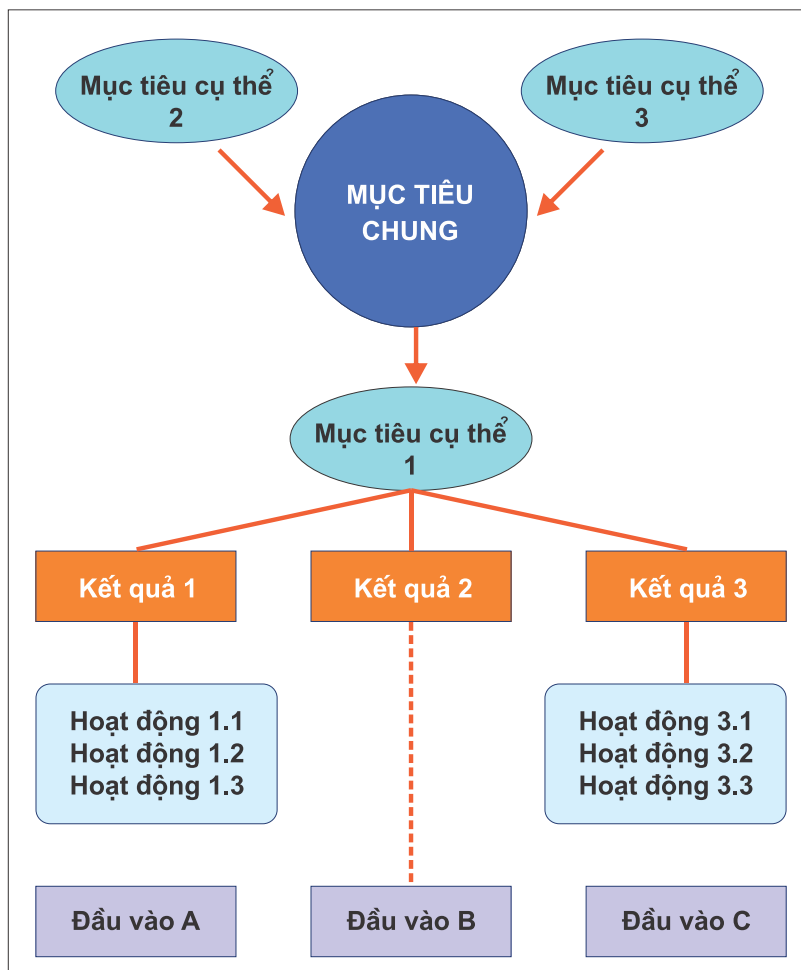 Mục tiêu cụ thể
2
Mục tiêu cụ thể
3
MỤC TIÊU
CHUNG
Mục tiêu cụ thể
1
Kết quả 1
Kết quả 2
Kết quả 3
Hoạt động 1.1
Hoạt động 1.2
Hoạt động 1.3
Hoạt động 3.1
Hoạt động 3.2
Hoạt động 3.3
Đầu vào A
Đầu vào B
Đầu vào C